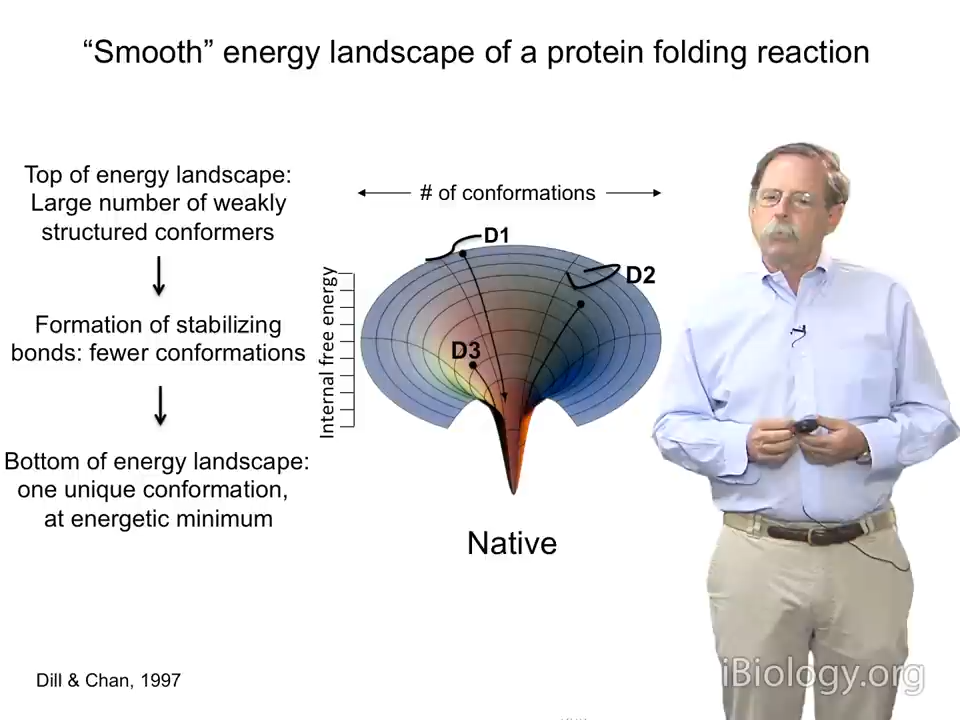 “Smooth” energy landscape of a protein folding reaction
Top of energy landscape:
Large number of weakly
structured conformers
Formation of stabilizing
bonds: fewer conformations
Bottom of energy landscape:
one unique conformation,
at energetic minimum
# of conformations
Internal free energy
D1
D2
D3
Native
Dill & Chan, 1997
iBiology.org